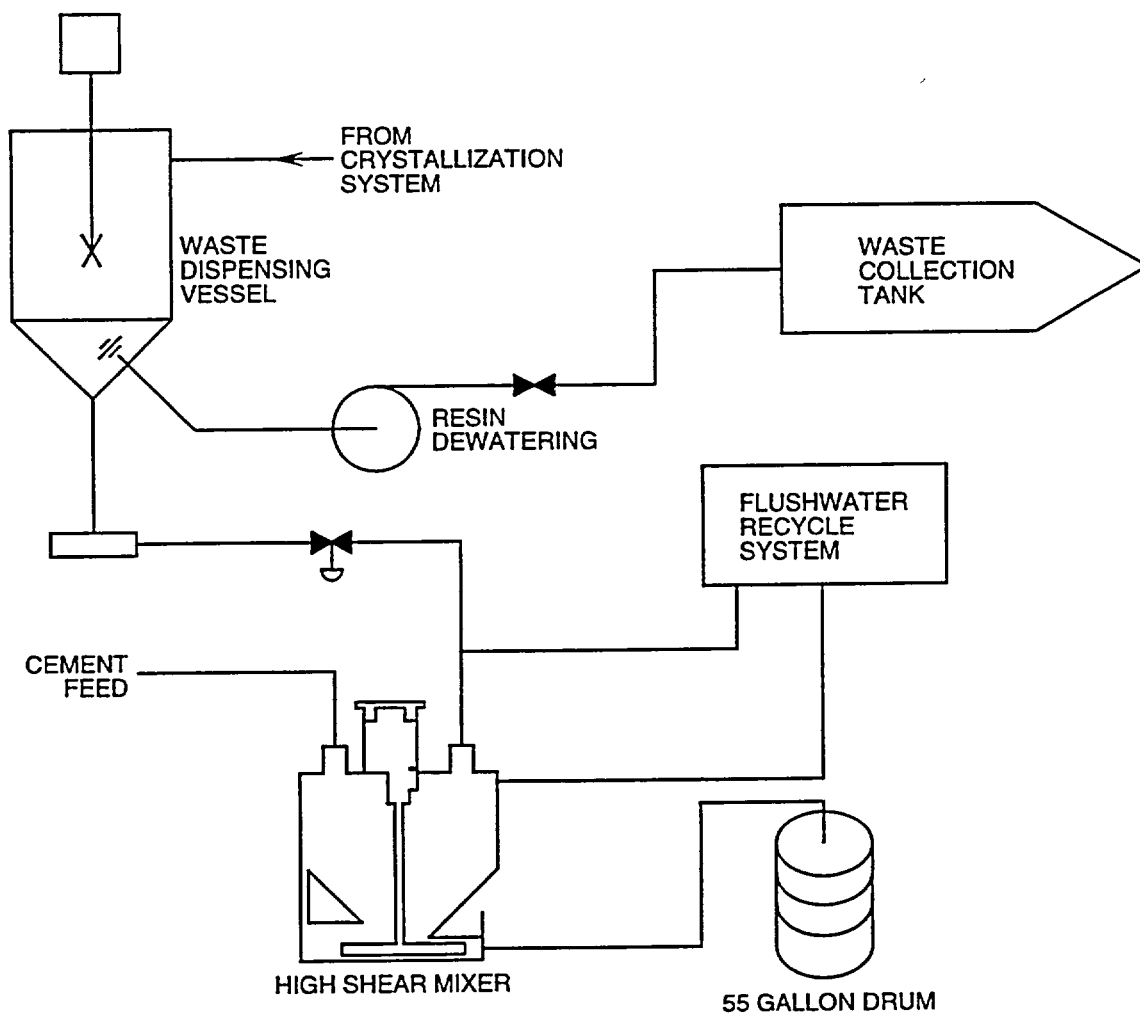 FROM
CRYSTALLIZATION
SYSTEM
WASTE
DISPENSING
VESSEL
WASTE
COLLECTION
TANK
RESIN
DEWATERING
FLUSHWATER
RECYCLE
SYSTEM
CEMENT
FEED
HIGH SHEAR MIXER
55 GALLON DRUM